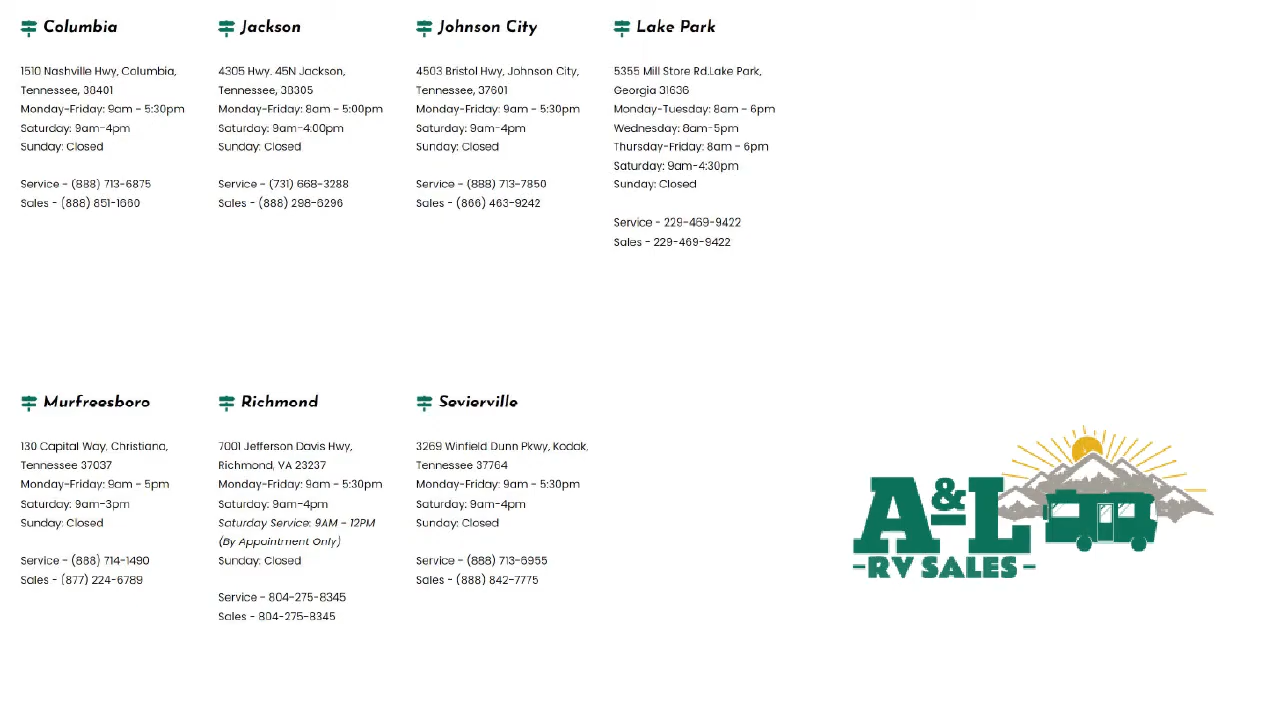 Columbia
1510 Nashville Hwy, Columbia,
Tennessee, 38401
Monday-Friday: 9am - 5:30pm
Saturday: 9am-4pm
Sunday: Closed
Service - (888) 713-6875
Sales - (888) 851-1660
Jackson
4305 Hwy. 45N Jackson,
Tennessee, 38305
Monday-Friday: 8am - 5:00pm
Saturday: 9am-4:00pm
Sunday: Closed
Service - (731) 668-3288
Sales - (888) 298-6296
Johnson City
4503 Bristol Hwy, Johnson City,
Tennessee, 37601
Monday-Friday: 9am - 5:30pm
Saturday: 9am-4pm
Sunday: Closed
Service - (888) 713-7850
Sales - (866) 463-9242
Lake Park
5355 Mill Store Rd.Lake Park,
Georgia 31636
Monday-Tuesday: 8am - 6pm
Wednesday: 8am-5pm
Thursday-Friday: 8am - 6pm
Saturday: 9am-4:30pm
Sunday: Closed
Service - 229-469-9422
Sales - 229-469-9422
Murfreesboro
130 Capital Way, Christiana,
Tennessee 37037
Monday-Friday: 9am - 5pm
Saturday: 9am-3pm
Sunday: Closed
Service - (888) 714-1490
Sales - (877) 224-6789
Richmond
7001 Jefferson Davis Hwy,
Richmond, VA 23237
Monday-Friday: 9am - 5:30pm
Saturday: 9am-4pm
Saturday Service: 9AM - 12PM
(By Appointment Only)
Sunday: Closed
Service - 804-275-8345
Sales - 804-275-8345
Sevierville
3269 Winfield Dunn Pkwy, Kodak,
Tennessee 37764
Monday-Friday: 9am - 5:30pm
Saturday: 9am-4pm
Sunday: Closed
Service - (888) 713-6955
Sales - (888) 842-7775
A&L
-RV SALES-